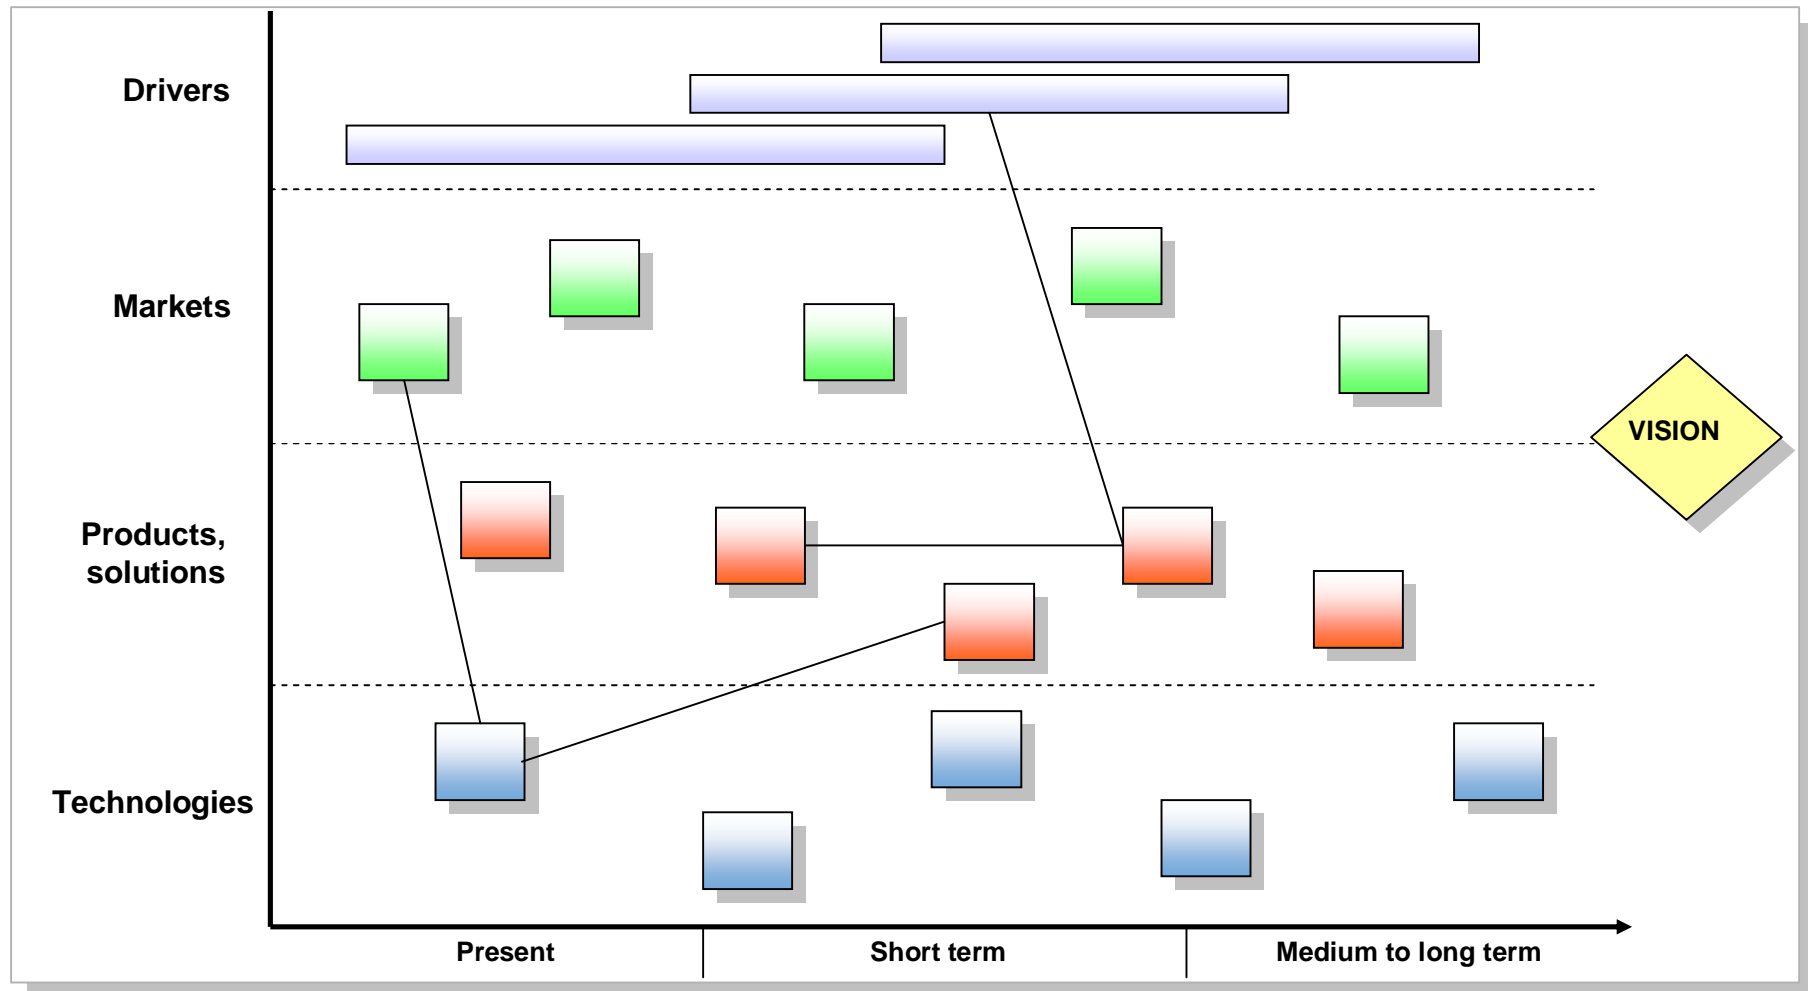 Drivers
Markets
VISION
Products,
solutions
Technologies
Present
Short term
Medium to long term